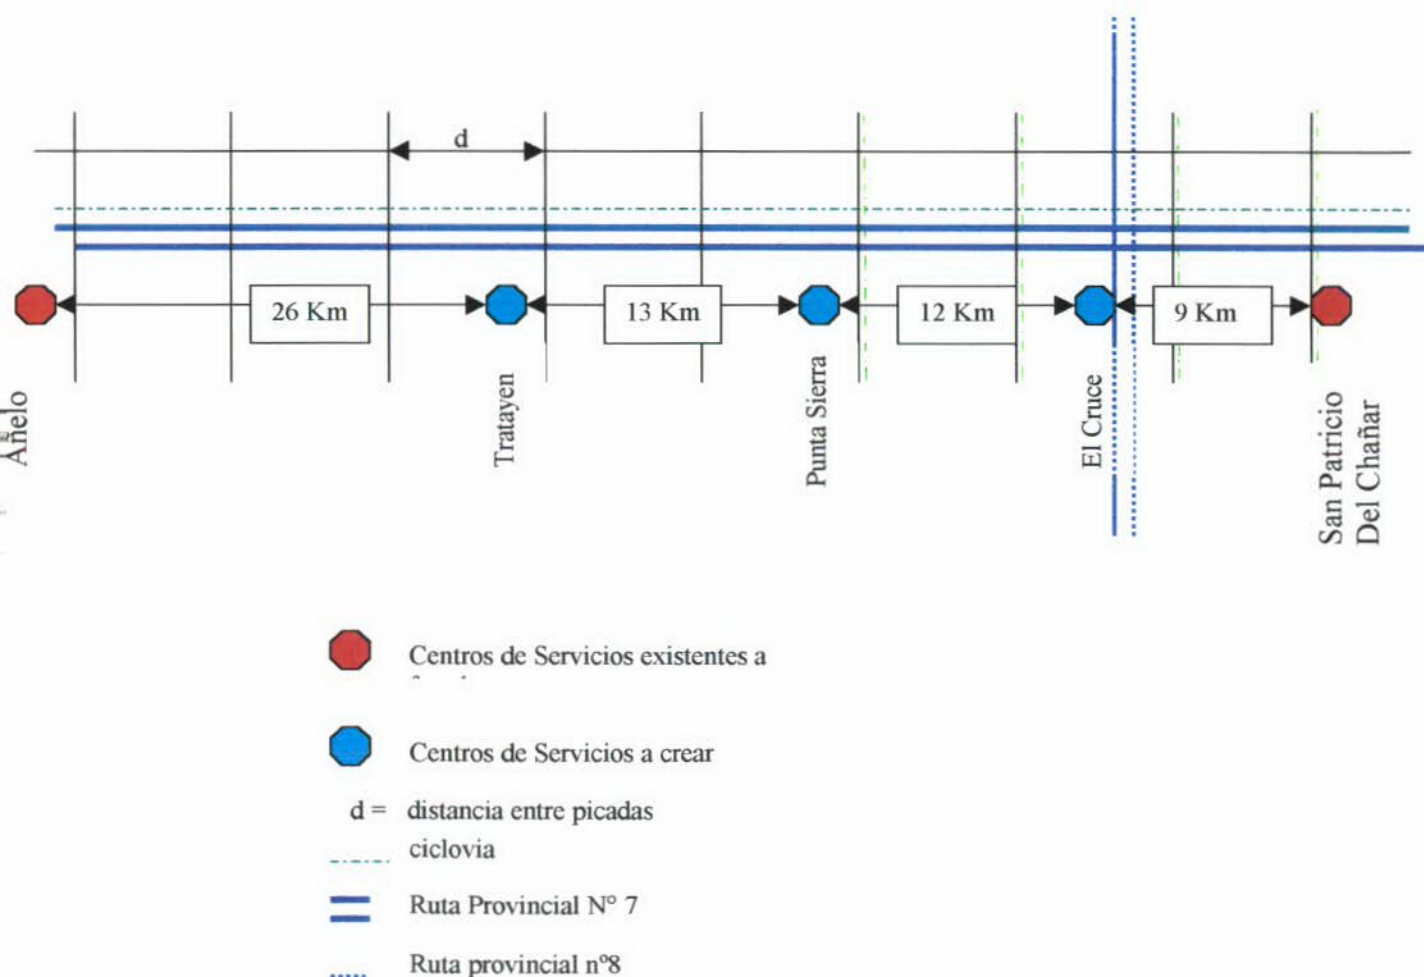 d
26 Km
13 Km
12 Km
9 Km
Añelo
Tratayen
Punta Sierra
El Cruce
San Patricio
Del Chañar
Centros de Servicios existentes a
Centros de Servicios a crear
d = distancia entre picadas
ciclovia
Ruta Provincial N° 7
Ruta provincial nº8